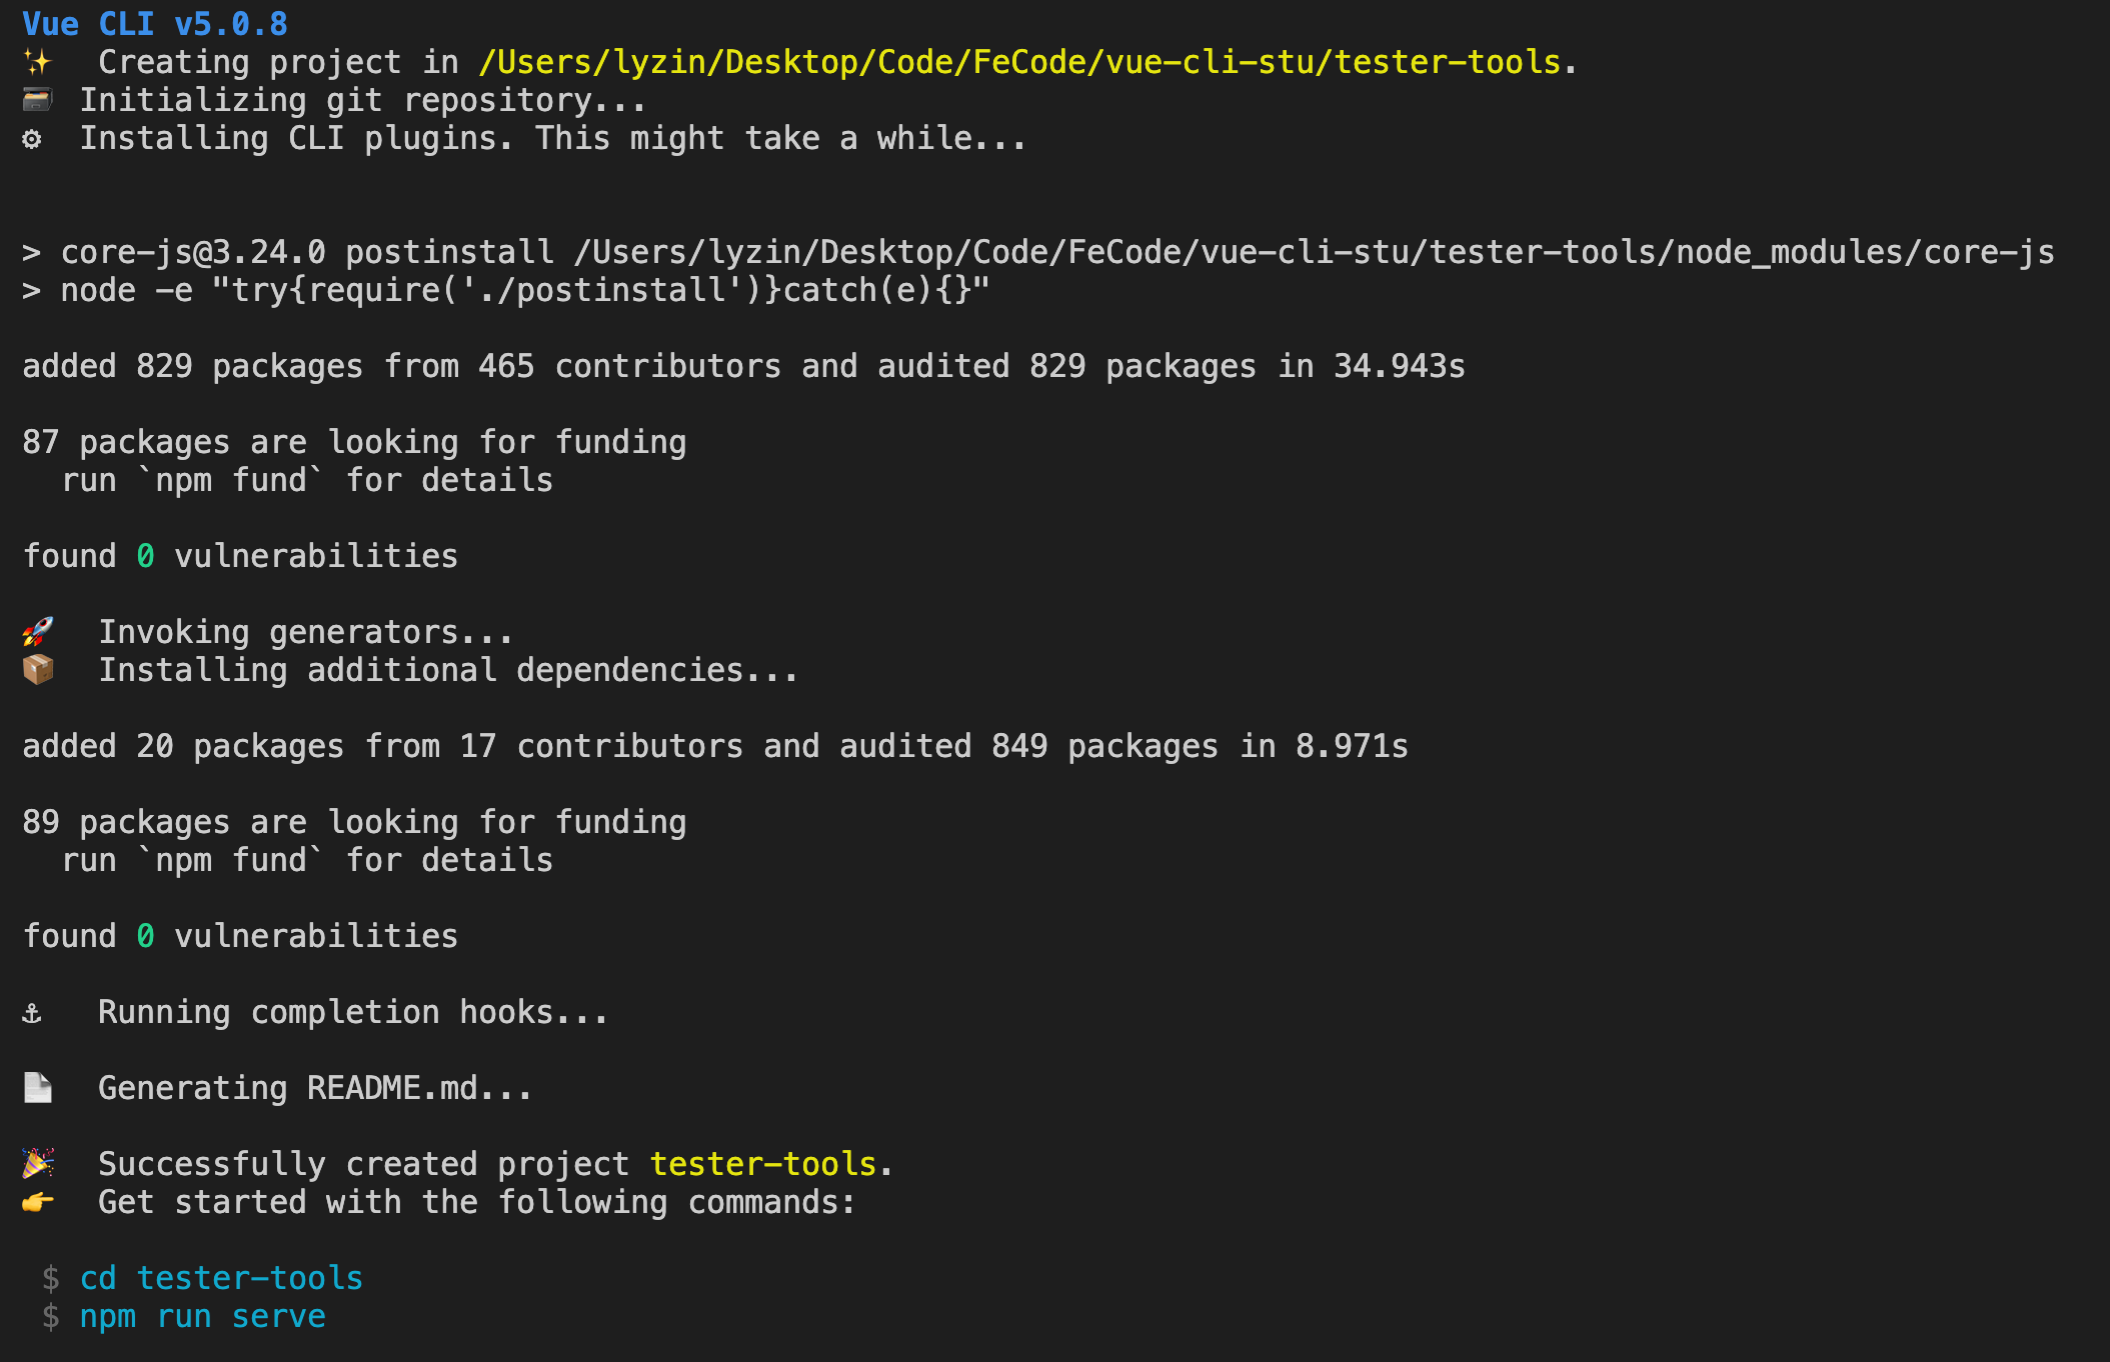 Vue CLI v5.0.8
✨  Creating project in /Users/lyzin/Desktop/Code/FeCode/vue-cli-stu/tester-tools.
🗃 Initializing git repository...
⚙  Installing CLI plugins. This might take a while...
> core-js@3.24.0 postinstall /Users/lyzin/Desktop/Code/FeCode/vue-cli-stu/tester-tools/node_modules/core-js
> node -e "try{require('./postinstall')}catch(e){}"
added 829 packages from 465 contributors and audited 829 packages in 34.943s
87 packages are looking for funding
  run `npm fund` for details
found 0 vulnerabilities
🚀  Invoking generators...
📦  Installing additional dependencies...
added 20 packages from 17 contributors and audited 849 packages in 8.971s
89 packages are looking for funding
  run `npm fund` for details
found 0 vulnerabilities
⚓  Running completion hooks...
📄  Generating README.md...
🎉  Successfully created project tester-tools.
👉  Get started with the following commands:
 $ cd tester-tools
 $ npm run serve